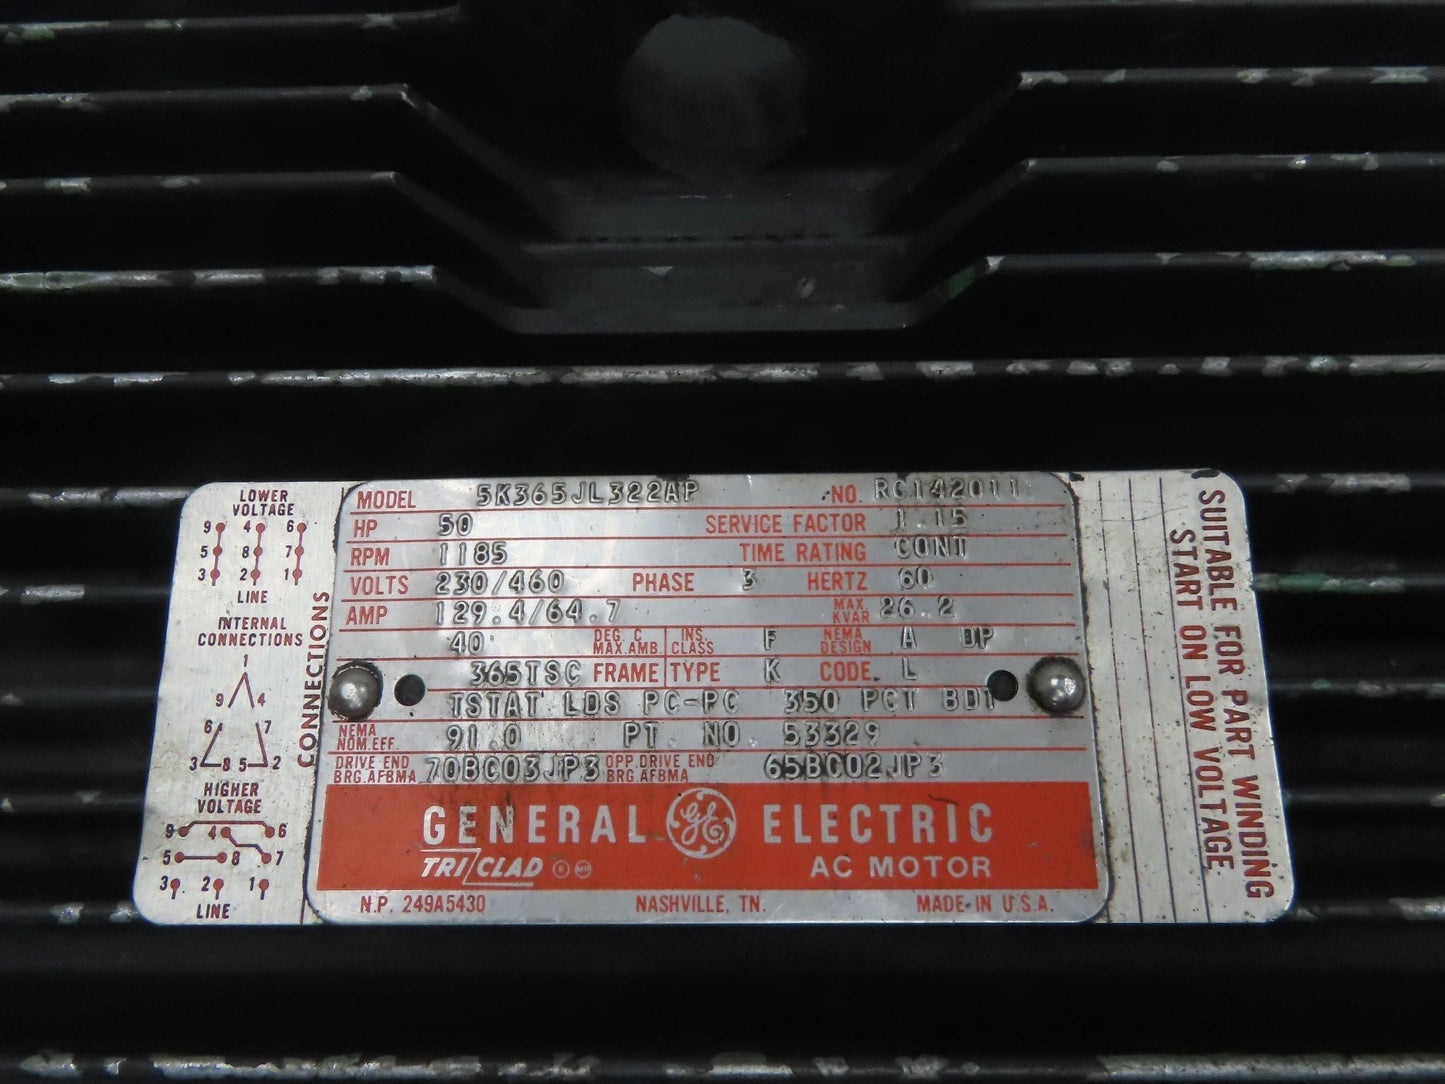 LOWER
VOLTAGE
9 4 6
5 8 7
3 2 1
LINE
INTERNAL
CONNECTIONS
1
9 4
6 7
3 8 5 2
HIGHER
VOLTAGE
9 4 6
5 8 7
3 2 1
LINE
CONNECTIONS
MODEL 5K365JL322AP NO. RC142011
HP 50 SERVICE FACTOR 1.15
RPM 1185 TIME RATING CONT
VOLTS 230/460 PHASE 3 HERTZ 60
AMP 129.4/64.7 MAX. KVAR 26.2
40 DEG. C MAX. AMB. INS. CLASS F NEMA DESIGN A DP
365TSC FRAME TYPE K CODE L
TSTAT LDS PC-PC 350 PCT BDT
NEMA NOM. EFF. 91.0 PT. NO. 53329
DRIVE END BRG. AFBMA 70BC03JP3 OPP. DRIVE END BRG. AFBMA 65BC02JP3
GENERAL GE ELECTRIC
TRI CLAD ® MR AC MOTOR
N.P. 249A5430 NASHVILLE, TN. MADE IN U.S.A.
SUITABLE FOR PART WINDING
START ON LOW VOLTAGE